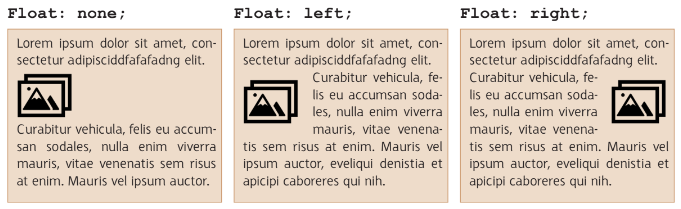 Float: none;
Lorem ipsum dolor sit amet, con-
sectetur adipisciddfafafadng elit.
Curabitur vehicula, felis eu accum-
san sodales, nulla enim viverra
mauris, vitae venenatis sem risus
at enim. Mauris vel ipsum auctor.
Float: left;
Lorem ipsum dolor sit amet, con-
sectetur adipisciddfafafadng elit.
Curabitur vehicula, fe-
lis eu accumsan soda-
les, nulla enim viverra
mauris, vitae venena-
tis sem risus at enim. Mauris vel
ipsum auctor, eveliqui denistia et
apicipi caboreres qui nih.
Float: right;
Lorem ipsum dolor sit amet, con-
sectetur adipisciddfafafadng elit.
Curabitur vehicula, fe-
lis eu accumsan soda-
les, nulla enim viverra
mauris, vitae venena-
tis sem risus at enim. Mauris vel
ipsum auctor, eveliqui denistia et
apicipi caboreres qui nih.